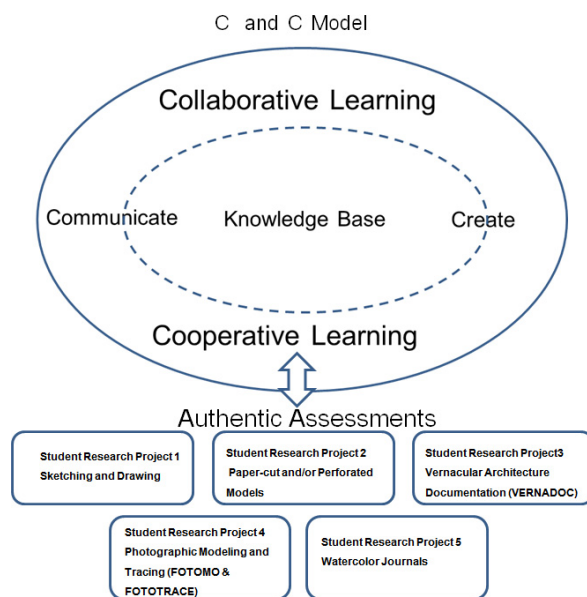 C and C Model
Collaborative Learning
Communicate
Knowledge Base
Create
Cooperative Learning
Authentic Assessments
Student Research Project 1
Sketching and Drawing
Student Research Project 2
Paper-cut and/or Perforated
Models
Student Research Project3
Vernacular Architecture
Documentation (VERNADOC)
Student Research Project 4
Photographic Modeling and
Tracing (FOTOMO &
FOTOTRACE)
Student Research Project 5
Watercolor Journals